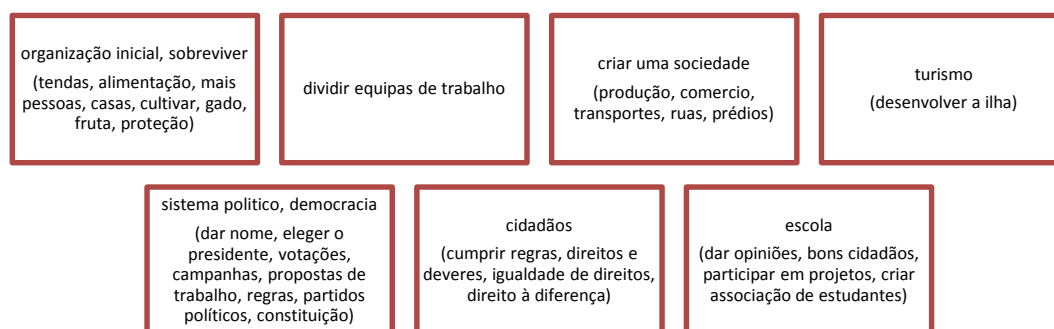 organização inicial, sobreviver
(tendas, alimentação, mais
pessoas, casas, cultivar, gado,
fruta, proteção)
dividir equipas de trabalho
criar uma sociedade
(produção, comercio,
transportes, ruas, prédios)
turismo
(desenvolver a ilha)
sistema politico, democracia
(dar nome, eleger o
presidente, votações,
campanhas, propostas de
trabalho, regras, partidos
políticos, constituição)
cidadãos
(cumprir regras, direitos e
deveres, igualdade de direitos,
direito à diferença)
escola
(dar opiniões, bons cidadãos,
participar em projetos, criar
associação de estudantes)